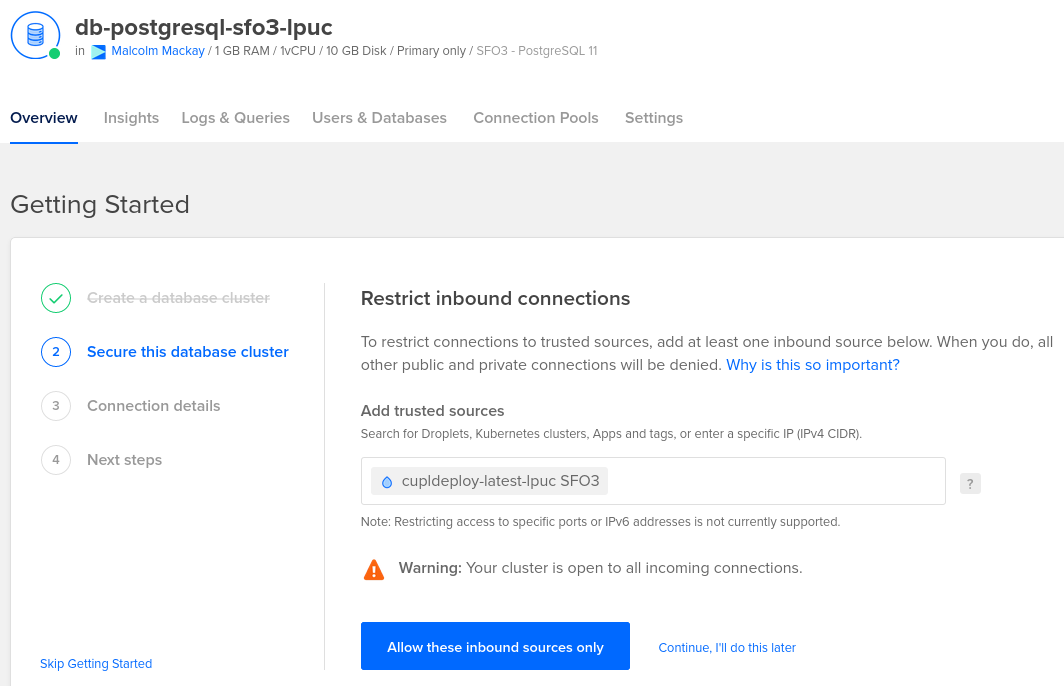 db-postgresql-sfo3-lpuc
in Malcolm Mackay / 1 GB RAM / 1vCPU / 10 GB Disk / Primary only / SFO3 - PostgreSQL 11
Overview Insights Logs & Queries Users & Databases Connection Pools Settings
Getting Started
Create a database cluster
2 Secure this database cluster
3 Connection details
4 Next steps
Skip Getting Started
Restrict inbound connections
To restrict connections to trusted sources, add at least one inbound source below. When you do, all
other public and private connections will be denied. Why is this so important?
Add trusted sources
Search for Droplets, Kubernetes clusters, Apps and tags, or enter a specific IP (IPv4 CIDR).
cupldeploy-latest-lpuc SFO3
?
Note: Restricting access to specific ports or IPv6 addresses is not currently supported.
Warning: Your cluster is open to all incoming connections.
Allow these inbound sources only Continue, I'll do this later